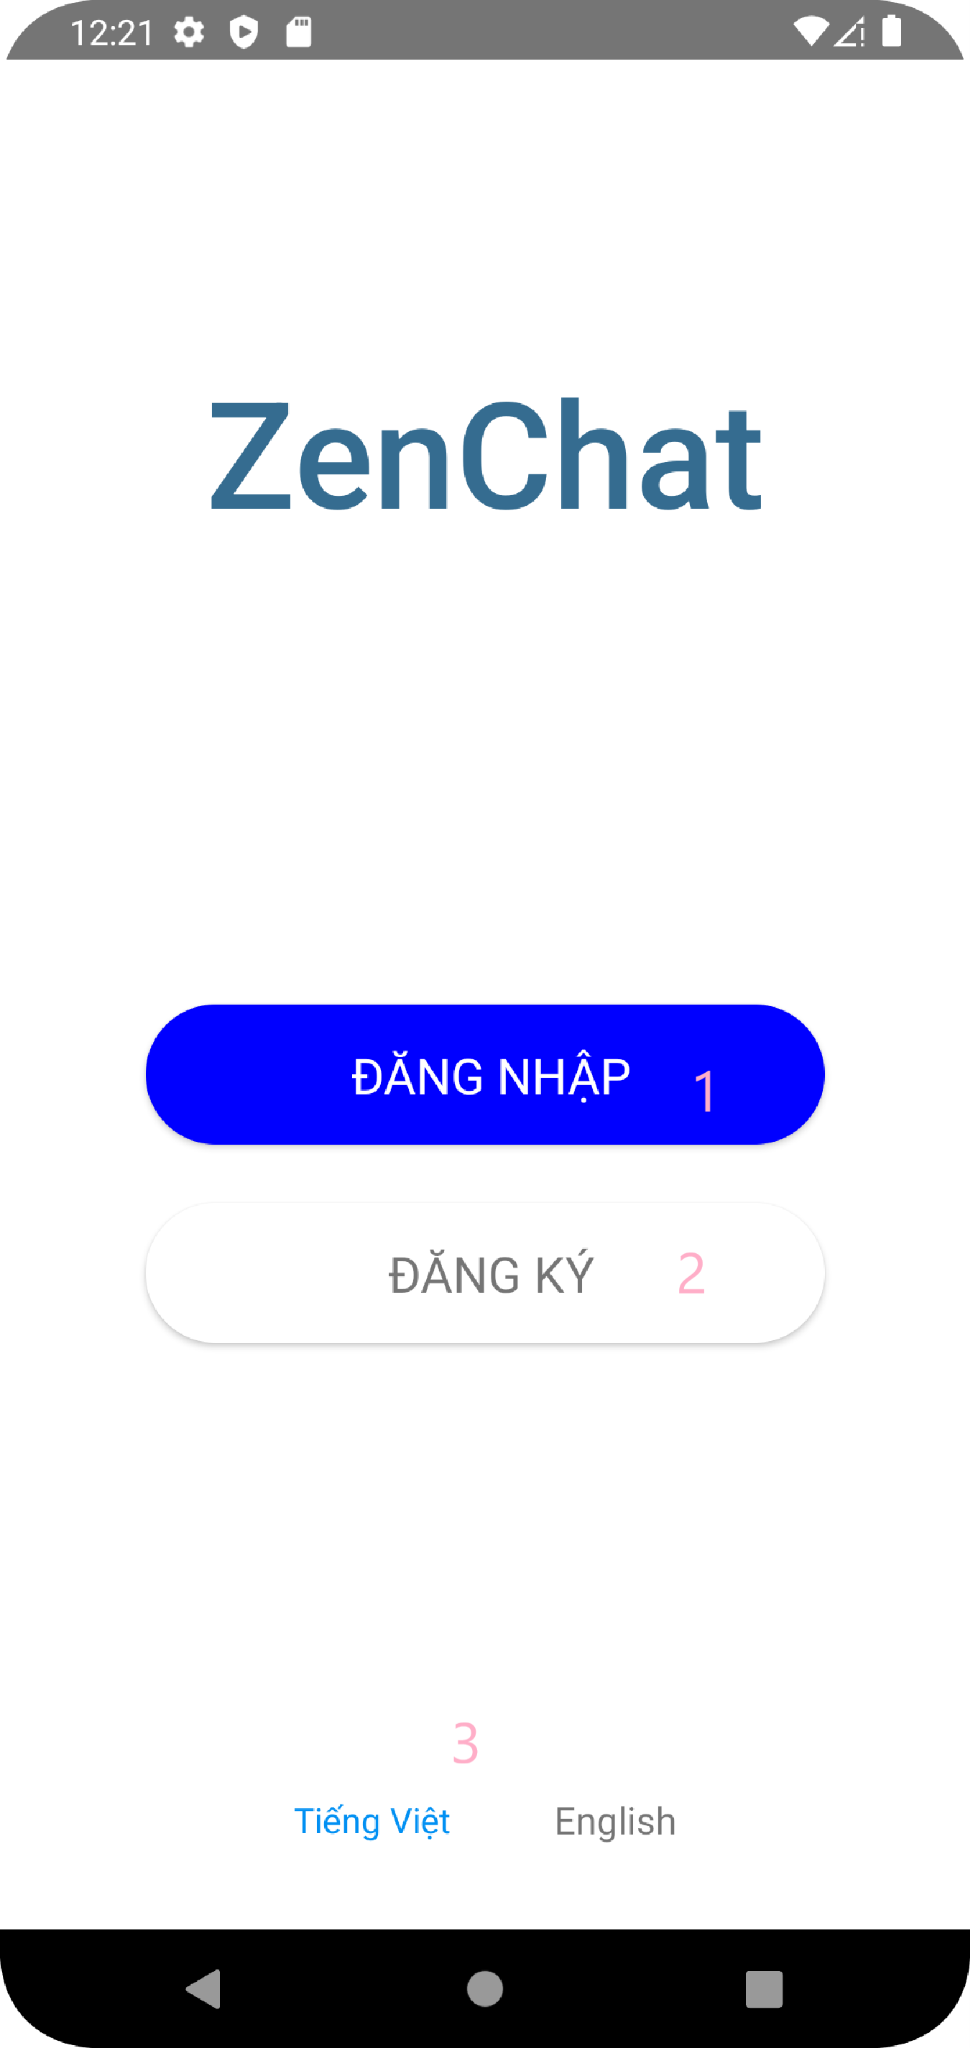 12:21
ZenChat
ĐĂNG NHẬP 1
ĐĂNG KÝ 2
3
Tiếng Việt English